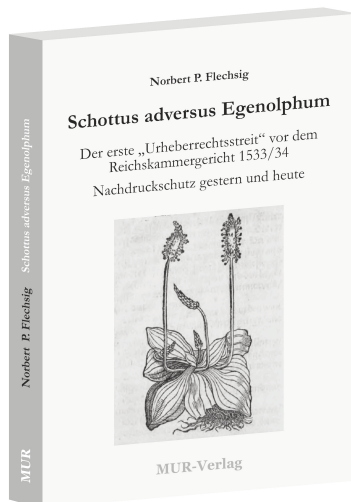 Norbert P. Flechsig
Schottus adversus Egenolphum
Der erste „Urheberrechtsstreit“ vor dem
Reichskammergericht 1533/34
Nachdruckschutz gestern und heute
MUR-Verlag
MUR Norbert P. Flechsig Schottus adversus Egenolphum